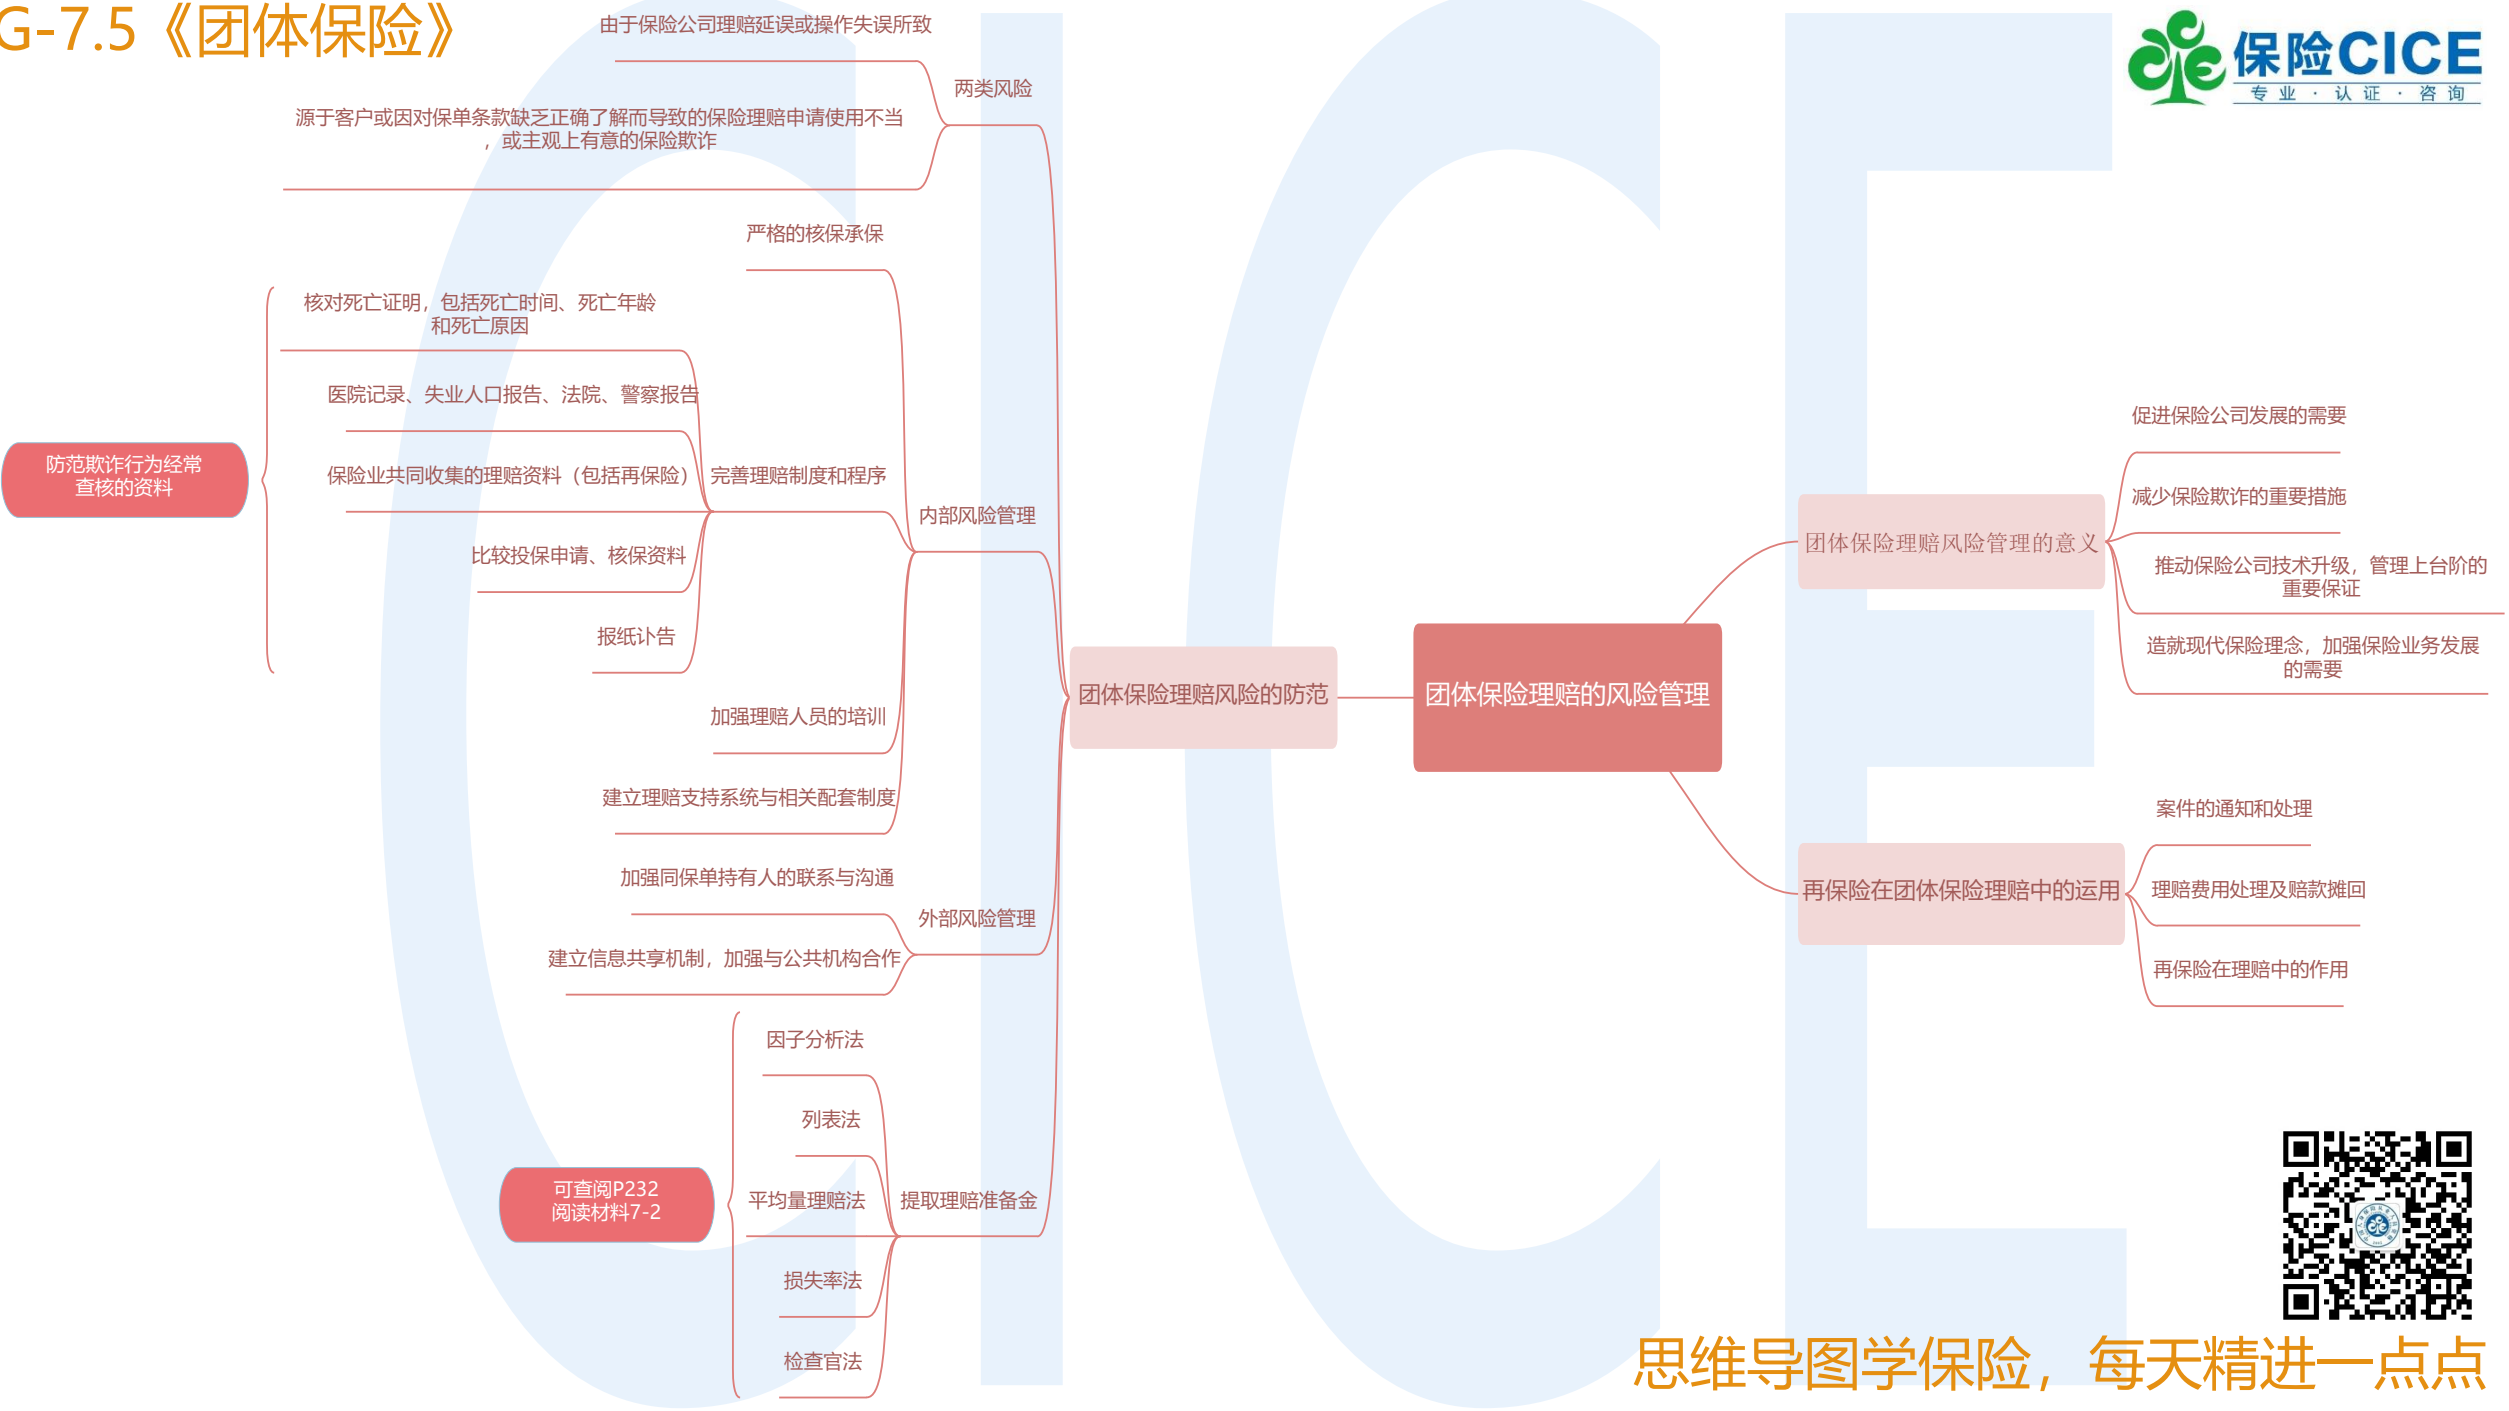 G-7.5《团体保险》
保险CICE
专业·认证·咨询
由于保险公司理赔延误或操作失误所致
两类风险
源于客户或因对保单条款缺乏正确了解而导致的保险理赔申请使用不当
，或主观上有意的保险欺诈
严格的核保承保
核对死亡证明，包括死亡时间、死亡年龄
和死亡原因
医院记录、失业人口报告、法院、警察报告
防范欺诈行为经常
查核的资料
保险业共同收集的理赔资料（包括再保险）
完善理赔制度和程序
内部风险管理
比较投保申请、核保资料
报纸讣告
加强理赔人员的培训
建立理赔支持系统与相关配套制度
团体保险理赔风险的防范
团体保险理赔的风险管理
加强同保单持有人的联系与沟通
外部风险管理
建立信息共享机制，加强与公共机构合作
因子分析法
列表法
可查阅P232
阅读材料7-2
平均量理赔法
提取理赔准备金
损失率法
检查官法
促进保险公司发展的需要
减少保险欺诈的重要措施
团体保险理赔风险管理的意义
推动保险公司技术升级，管理上台阶的
重要保证
造就现代保险理念，加强保险业务发展
的需要
案件的通知和处理
再保险在团体保险理赔中的运用
理赔费用处理及赔款摊回
再保险在理赔中的作用
思维导图学保险，每天精进一点点
CICE